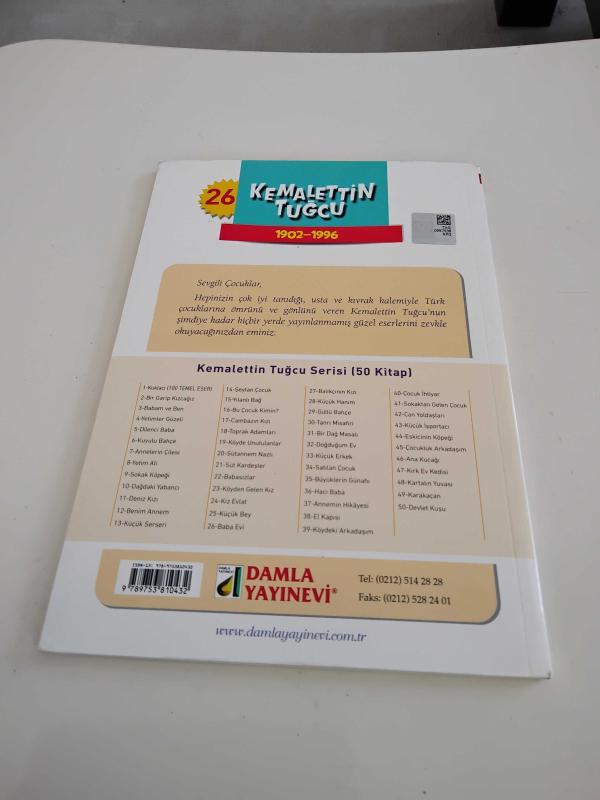 26
KEMALETTİN
TUĞCU
1902–1996
Sevgili Çocuklar,
Hepinizin çok iyi tanıdığı, usta ve kıvrak kalemiyle Türk
çocuklarına ömrünü ve gönlünü veren Kemalettin Tuğcu'nun
şimdiye kadar hiçbir yerde yayınlanmamış güzel eserlerini zevkle
okuyacağınızdan eminiz.
Kemalettin Tuğcu Serisi (50 Kitap)
1-Kuklacı (100 TEMEL ESER)
2-Bir Garip Kızcağız
3-Babam ve Ben
4-Yetimler Güzeli
5-Dilenci Baba
6-Kuyulu Bahçe
7-Annelerin Çilesi
8-Yetim Ali
9-Sokak Köpeği
10-Dağdaki Yabancı
11-Deniz Kızı
12-Benim Annem
13-Küçük Serseri
14-Şeytan Çocuk
15-Yılanlı Bağ
16-Bu Çocuk Kimin?
17-Cambazın Kızı
18-Toprak Adamları
19-Köyde Unutulanlar
20-Sütannem Nazlı
21-Süt Kardeşler
22-Babasızlar
23-Köyden Gelen Kız
24-Kız Evlat
25-Küçük Bey
26-Baba Evi
27-Balıkçının Kızı
28-Küçük Hanım
29-Güllü Bahçe
30-Tanrı Misafiri
31-Bir Dağ Masalı
32-Doğduğum Ev
33-Küçük Erkek
34-Satılan Çocuk
35-Büyüklerin Günahı
36-Hacı Baba
37-Annemin Hikâyesi
38-El Kapısı
39-Köydeki Arkadaşım
40-Çocuk İhtiyar
41-Sokaktan Gelen Çocuk
42-Can Yoldaşları
43-Küçük İşportacı
44-Eskicinin Köpeği
45-Çocukluk Arkadaşım
46-Ana Kucağı
47-Kırk Ev Kedisi
48-Kartalın Yuvası
49-Karakaçan
50-Devlet Kuşu
9 789753 810432
DAMLA
YAYINEVİ®
Tel: (0212) 514 28 28
Faks: (0212) 528 24 01
www.damlayayinevi.com.tr